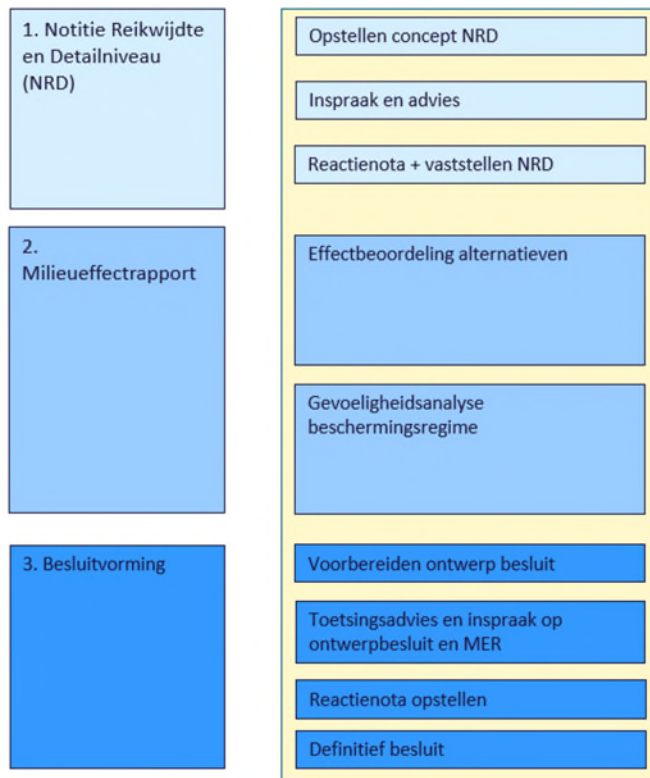 1. Notitie Reikwijdte
en Detailniveau
(NRD)
Opstellen concept NRD
Inspraak en advies
Reactienota + vaststellen NRD
2.
Milieueffectrapport
Effectbeoordeling alternatieven
Gevoeligheidsanalyse
beschermingsregime
3. Besluitvorming
Voorbereiden ontwerp besluit
Toetsingsadvies en inspraak op
ontwerpbesluit en MER
Reactienota opstellen
Definitief besluit